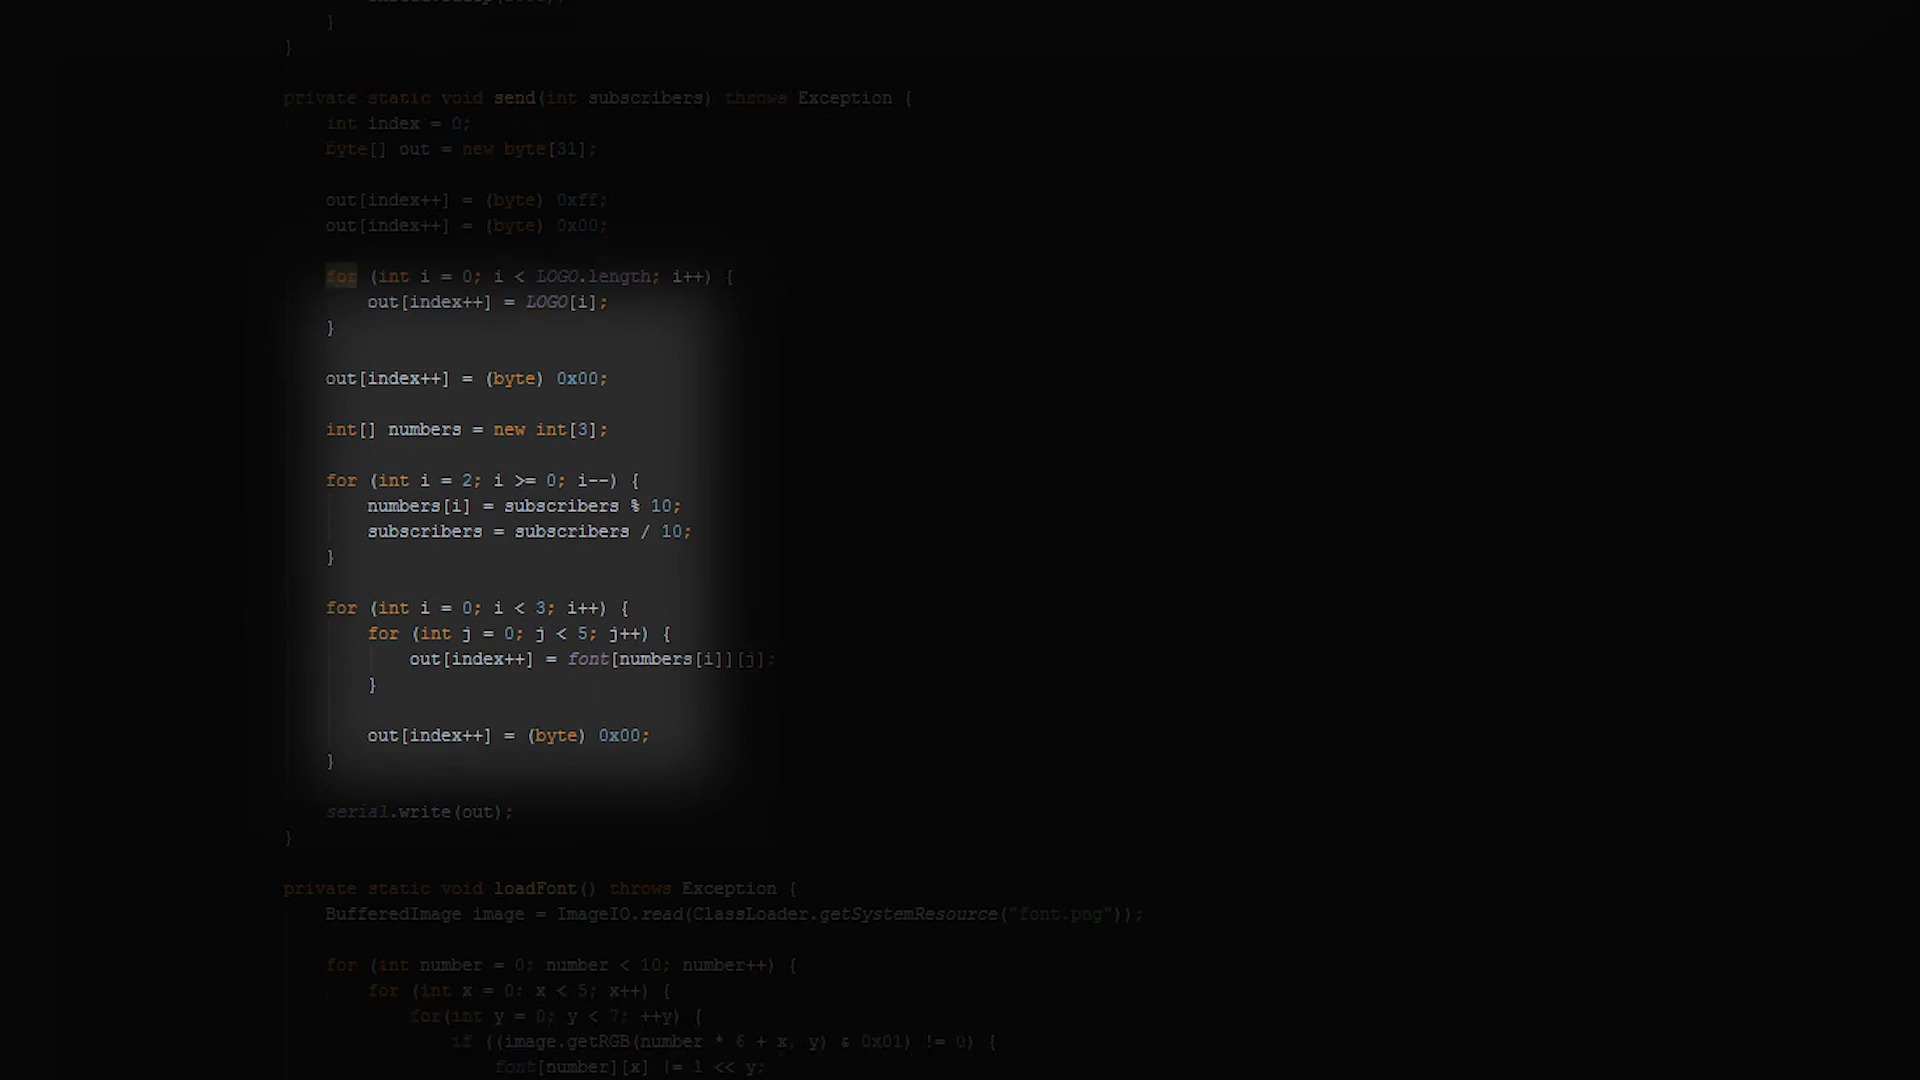 }
}
private static void send(int subscribers) throws Exception {
int index = 0;
byte[] out = new byte[31];
out[index++] = (byte) 0xff;
out[index++] = (byte) 0x00;
for (int i = 0; i < LOGO.length; i++) {
out[index++] = LOGO[i];
}
out[index++] = (byte) 0x00;
int[] numbers = new int[3];
for (int i = 2; i >= 0; i--) {
numbers[i] = subscribers % 10;
subscribers = subscribers / 10;
}
for (int i = 0; i < 3; i++) {
for (int j = 0; j < 5; j++) {
out[index++] = font[numbers[i]][j];
}
out[index++] = (byte) 0x00;
}
serial.write(out);
}
private static void loadFont() throws Exception {
BufferedImage image = ImageIO.read(ClassLoader.getSystemResource("font.png"));
for (int number = 0; number < 10; number++) {
for (int x = 0; x < 5; x++) {
for(int y = 0; y < 7; ++y) {
if ((image.getRGB(number * 6 + x, y) & 0x01) != 0) {
font[number][x] |= 1 << y;